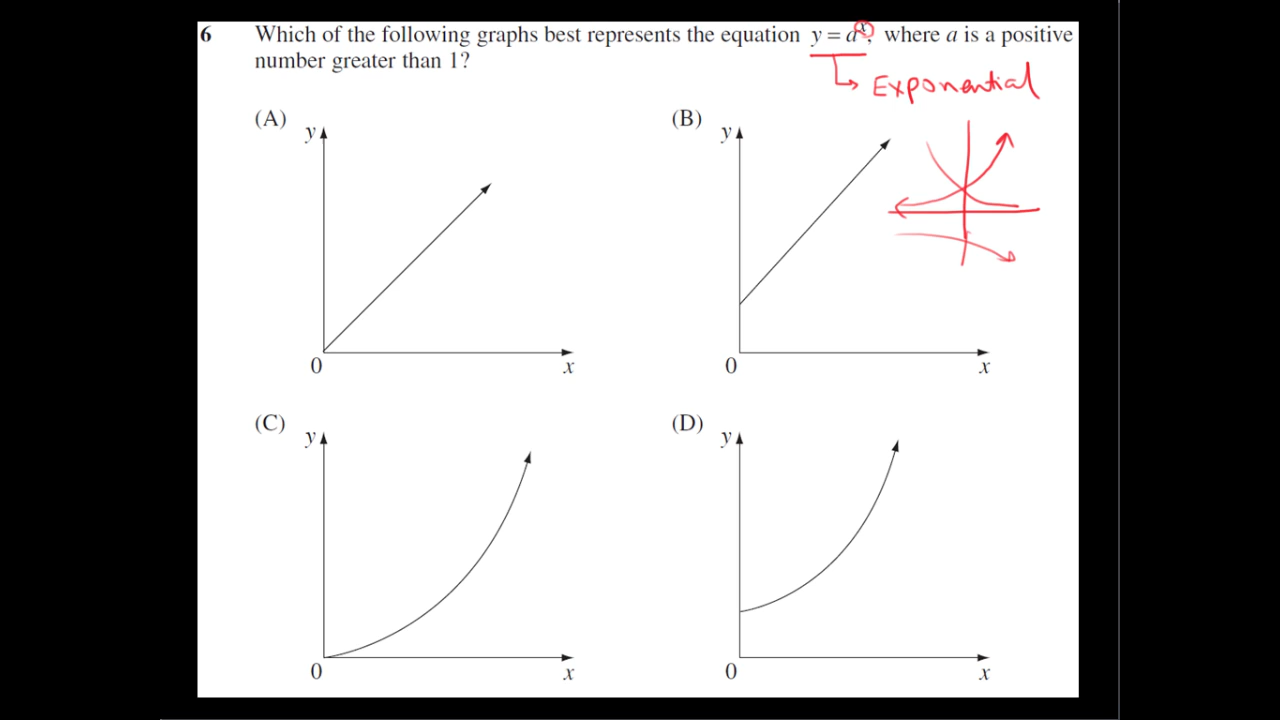 6 Which of the following graphs best represents the equation y = aˣ, where a is a positive
number greater than 1?
Exponential
(A)
y
0
x
(B)
y
0
x
(C)
y
0
x
(D)
y
0
x